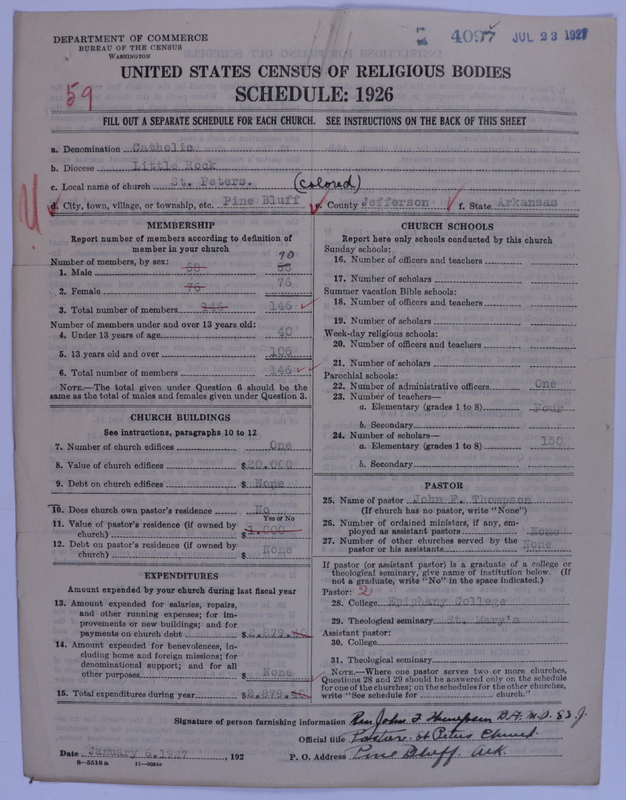 DEPARTMENT OF COMMERCE
BUREAU OF THE CENSUS
WASHINGTON
4097 JUL 23 1927
UNITED STATES CENSUS OF RELIGIOUS BODIES
59
SCHEDULE: 1926
FILL OUT A SEPARATE SCHEDULE FOR EACH CHURCH. SEE INSTRUCTIONS ON THE BACK OF THIS SHEET
a. Denomination Catholic
b. Diocese Little Rock
c. Local name of church St. Peters. (colored)
d. City, town, village, or township, etc. Pine Bluff e. County Jefferson f. State Arkansas
MEMBERSHIP
Report number of members according to definition of member in your church
Number of members, by sex:
1. Male 70
2. Female 76 76
3. Total number of members 146 146
Number of members under and over 13 years old:
4. Under 13 years of age 40
5. 13 years old and over 106
6. Total number of members 146
NOTE.—The total given under Question 6 should be the same as the total of males and females given under Question 3.
CHURCH BUILDINGS
See instructions, paragraphs 10 to 12
7. Number of church edifices One
8. Value of church edifices $20.000
9. Debt on church edifices $ None
10. Does church own pastor's residence No
Yes or No
11. Value of pastor's residence (if owned by church) $1.000
12. Debt on pastor's residence (if owned by church) $ None
EXPENDITURES
Amount expended by your church during last fiscal year
13. Amount expended for salaries, repairs, and other running expenses; for improvements or new buildings; and for payments on church debt $2.879.
14. Amount expended for benevolences, including home and foreign missions; for denominational support; and for all other purposes $ None
15. Total expenditures during year $2.879.
CHURCH SCHOOLS
Report here only schools conducted by this church
Sunday schools:
16. Number of officers and teachers
17. Number of scholars
Summer vacation Bible schools:
18. Number of officers and teachers
19. Number of scholars
Week-day religious schools:
20. Number of officers and teachers
21. Number of scholars
Parochial schools:
22. Number of administrative officers One
23. Number of teachers—
a. Elementary (grades 1 to 8) Four
b. Secondary
24. Number of scholars—
a. Elementary (grades 1 to 8) 150
b. Secondary
PASTOR
25. Name of pastor John F. Thompson
(If church has no pastor, write "None")
26. Number of ordained ministers, if any, employed as assistant pastors None
27. Number of other churches served by the pastor or his assistants None
If pastor (or assistant pastor) is a graduate of a college or theological seminary, give name of institution below. (If not a graduate, write "No" in the space indicated.)
Pastor: 2
28. College Epiphany College
29. Theological seminary St. Mary's
Assistant pastor:
30. College
31. Theological seminary
NOTE.—Where one pastor serves two or more churches, Questions 28 and 29 should be answered only on the schedule for one of the churches; on the schedules for the other churches, write "See schedule for church."
Signature of person furnishing information Rev. John F Thompson
Official title Pastor. St Peters Church.
Date January 6.1927, 192 P. O. Address Pine Bluff. Ark.
8—5518a